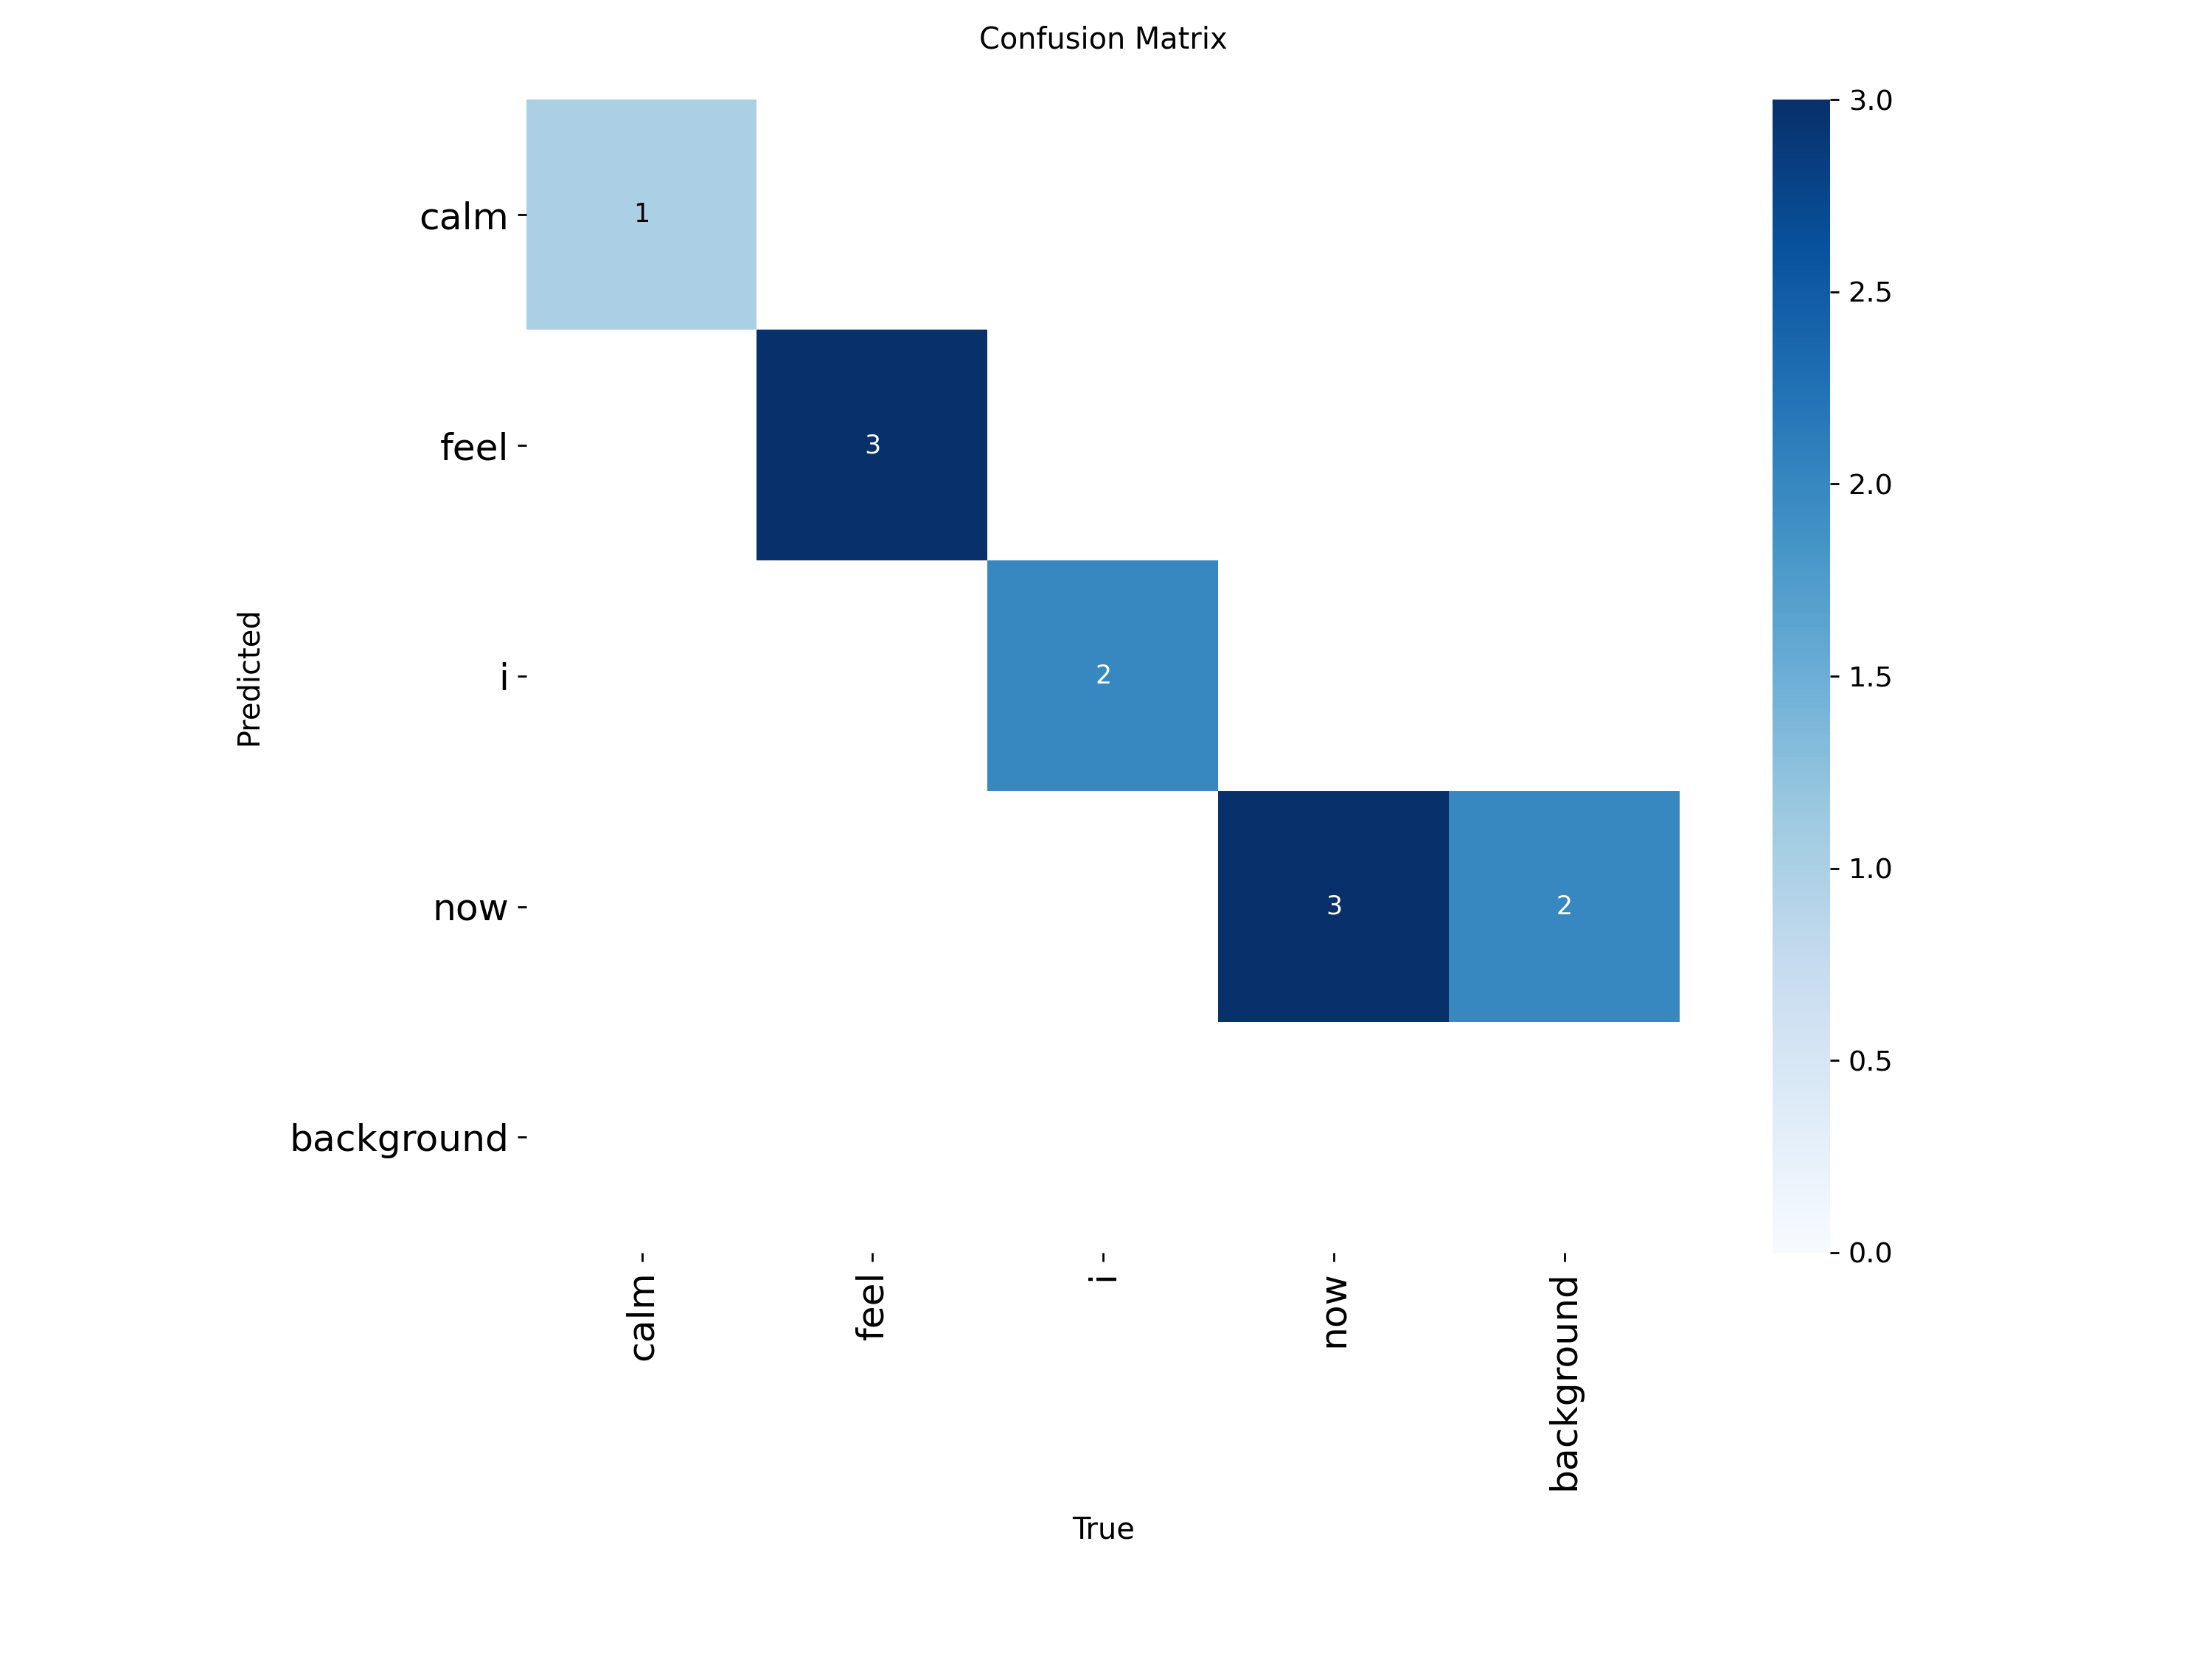 Confusion Matrix
3.0
calm
1
2.5
feel
3
2.0
Predicted
i
2
1.5
1.0
now
3
2
0.5
background
0.0
calm
feel
i
now
background
True